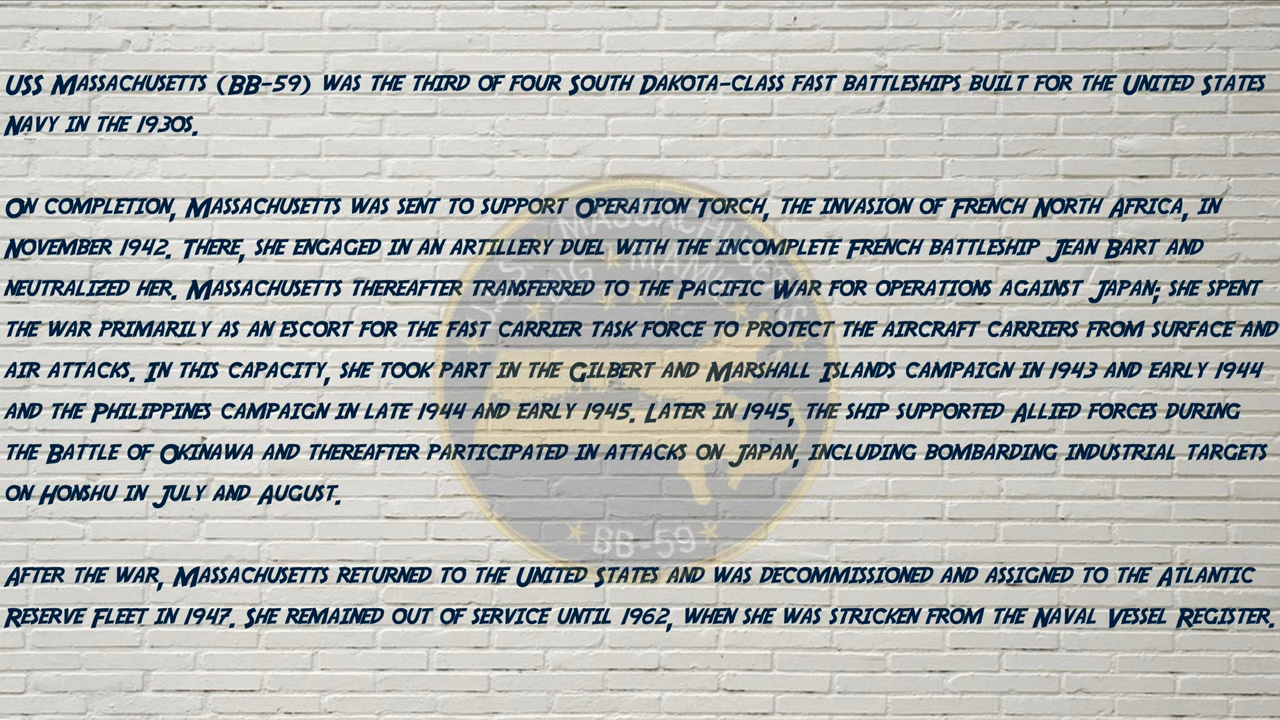 USS Massachusetts (BB-59) was the third of four South Dakota-class fast battleships built for the United States
Navy in the 1930s.
On completion, Massachusetts was sent to support Operation Torch, the invasion of French North Africa, in
November 1942. There, she engaged in an artillery duel with the incomplete French battleship Jean Bart and
neutralized her. Massachusetts thereafter transferred to the Pacific War for operations against Japan; she spent
the war primarily as an escort for the fast carrier task force to protect the aircraft carriers from surface and
air attacks. In this capacity, she took part in the Gilbert and Marshall Islands campaign in 1943 and early 1944
and the Philippines campaign in late 1944 and early 1945. Later in 1945, the ship supported Allied forces during
the Battle of Okinawa and thereafter participated in attacks on Japan, including bombarding industrial targets
on Honshu in July and August.
After the war, Massachusetts returned to the United States and was decommissioned and assigned to the Atlantic
Reserve Fleet in 1947. She remained out of service until 1962, when she was stricken from the Naval Vessel Register.
U.S.S. MASSACHUSETTS
"BIG MAMIE"
BB-59